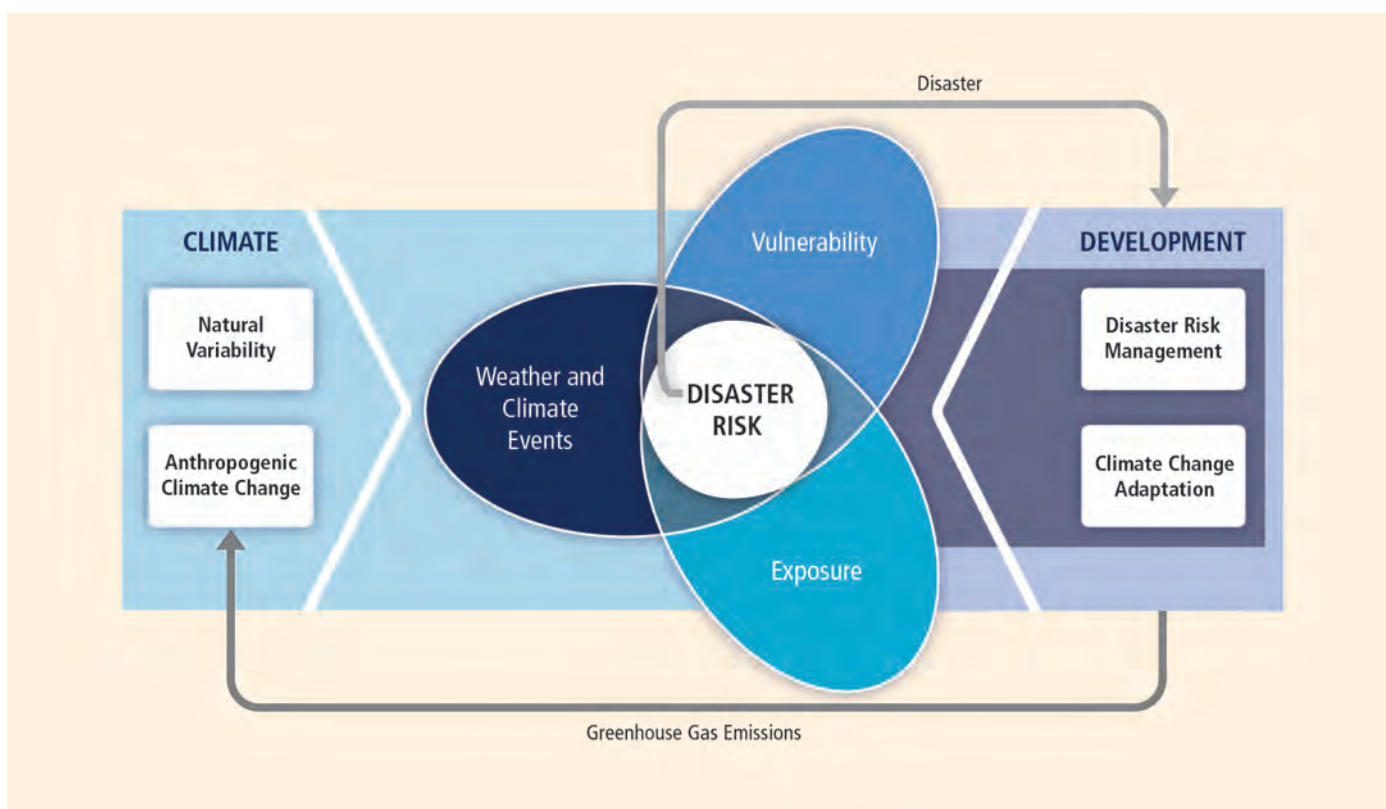 Disaster
CLIMATE
Natural
Variability
Anthropogenic
Climate Change
Weather and
Climate
Events
Vulnerability
DISASTER
RISK
Exposure
DEVELOPMENT
Disaster Risk
Management
Climate Change
Adaptation
Greenhouse Gas Emissions